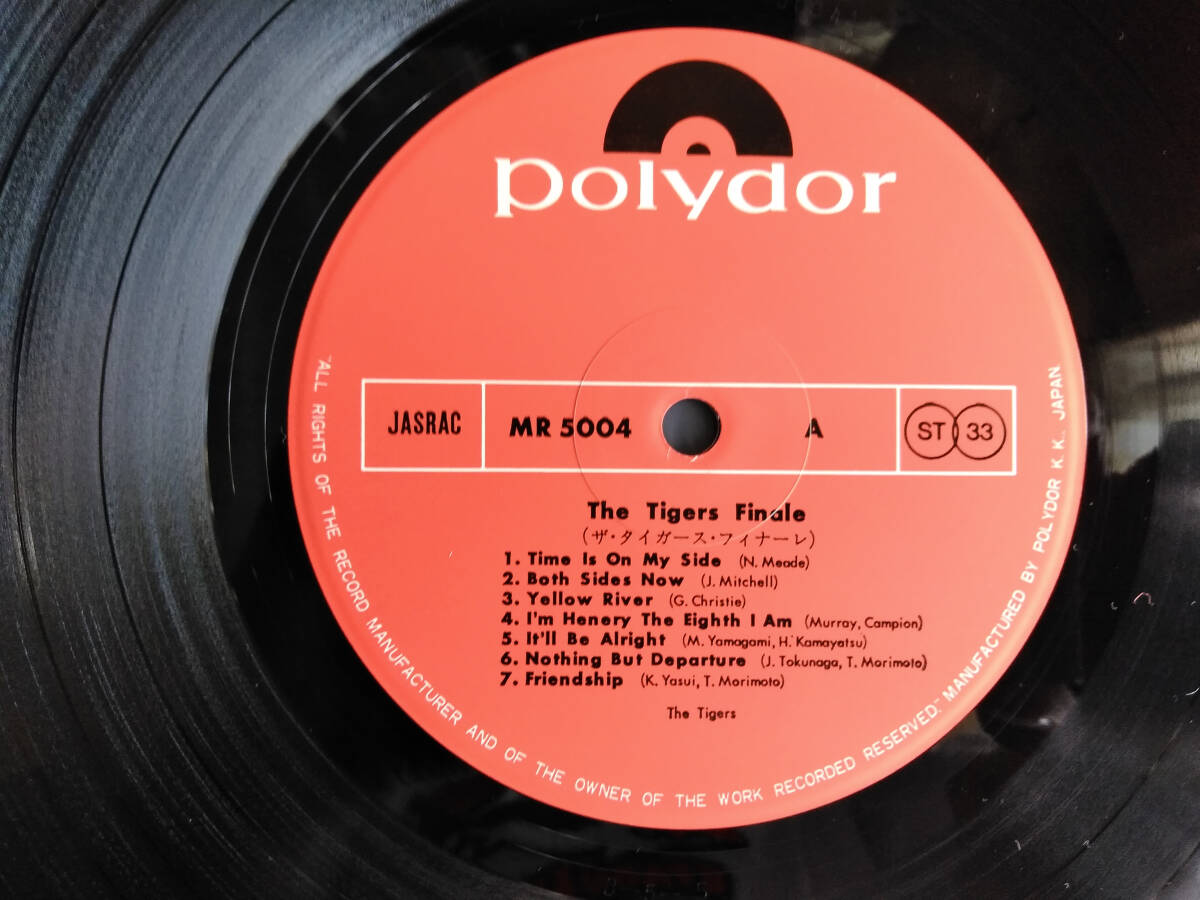 polydor
JASRAC MR 5004 A ST 33
The Tigers Finale
(ザ・タイガース・フィナーレ)
1. Time Is On My Side (N. Meade)
2. Both Sides Now (J. Mitchell)
3. Yellow River (G. Christie)
4. I'm Henery The Eighth I Am (Murray, Campion)
5. It'll Be Alright (M. Yamagami, H. Kamayatsu)
6. Nothing But Departure (J. Tokunaga, T. Morimoto)
7. Friendship (K. Yasui, T. Morimoto)
The Tigers
"ALL RIGHTS OF THE RECORD MANUFACTURER AND OF THE OWNER OF THE WORK RECORDED RESERVED." MANUFACTURED BY POLYDOR K.K., JAPAN